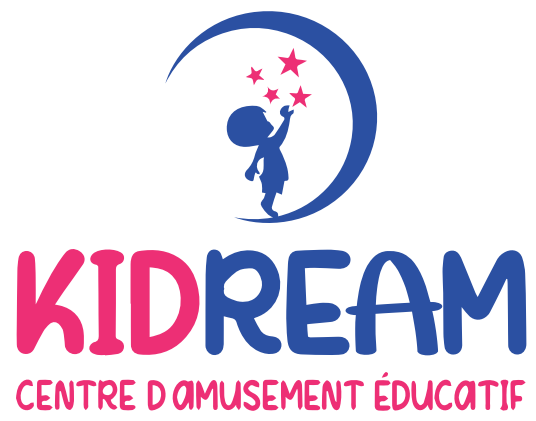 KIDREAM
CENTRE D AMUSEMENT ÉDUCATIF